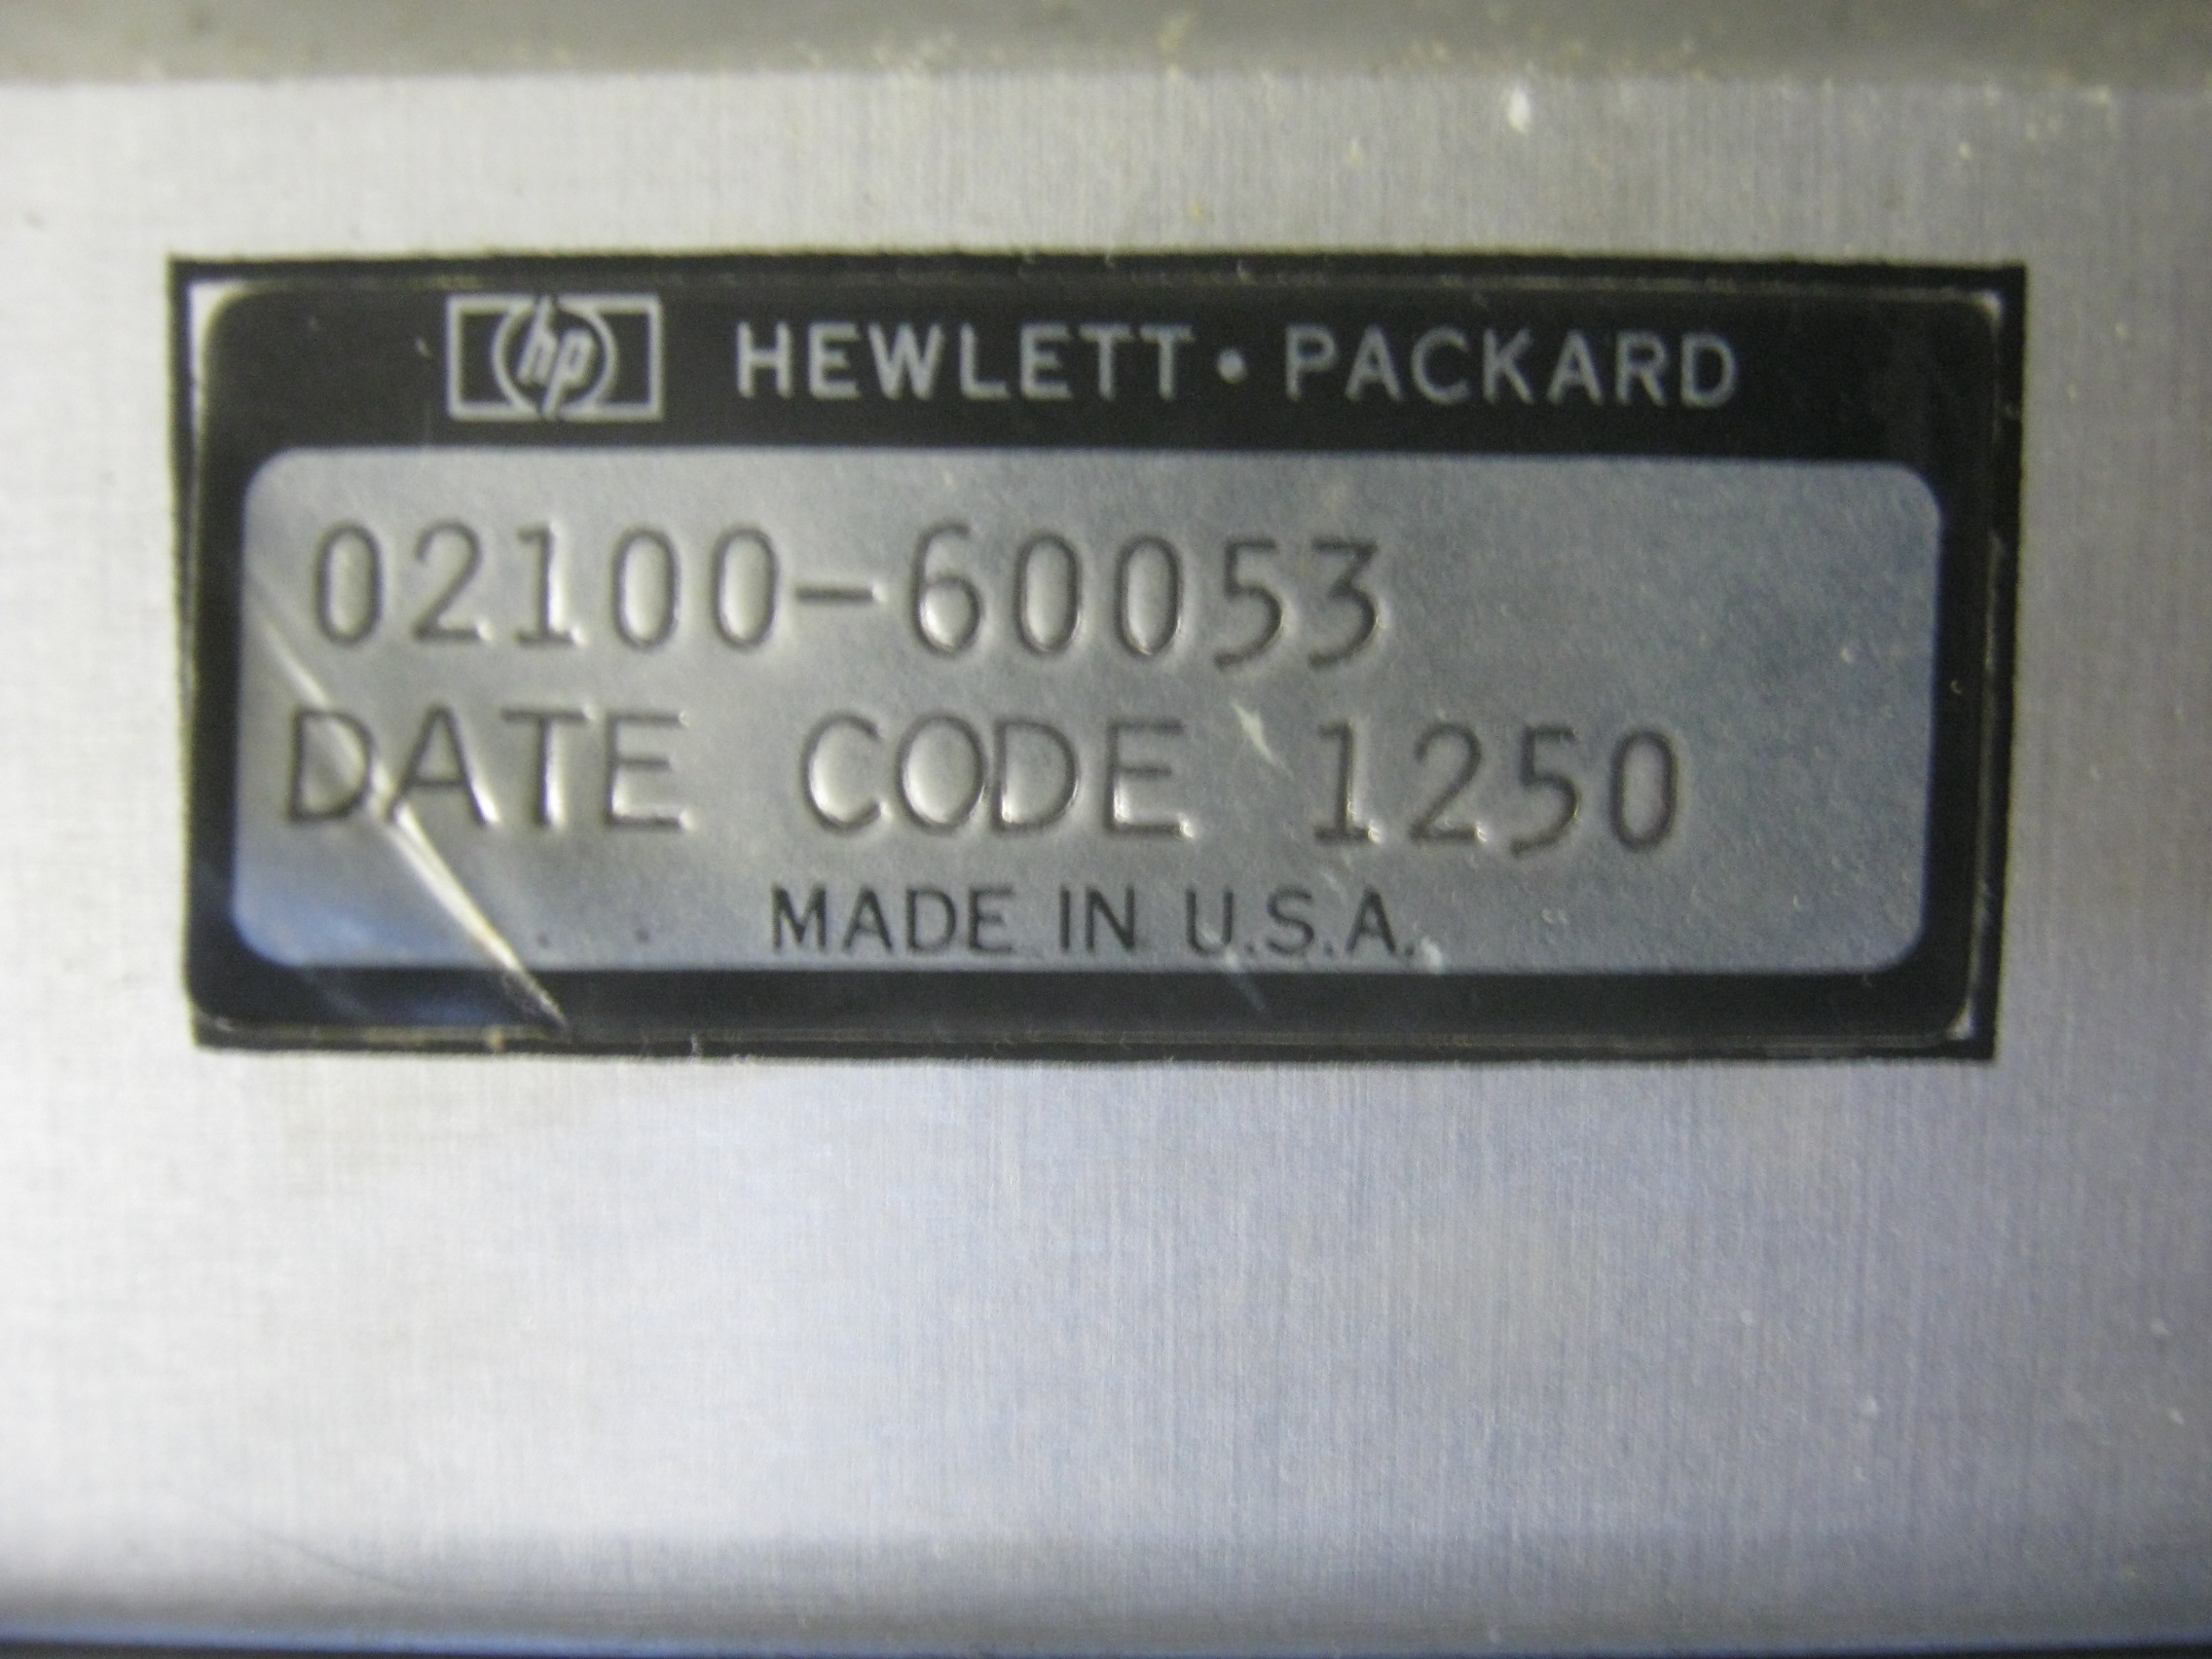 hp HEWLETT • PACKARD
02100-60053
DATE CODE 1250
MADE IN U.S.A.